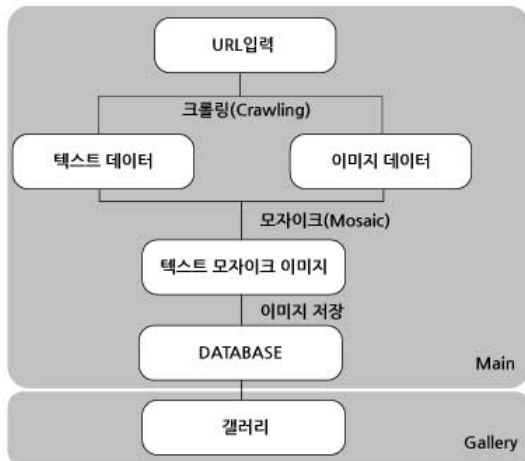 URL입력
크롤링(Crawling)
텍스트 데이터
이미지 데이터
모자이크(Mosaic)
텍스트 모자이크 이미지
이미지 저장
DATABASE
Main
갤러리
Gallery